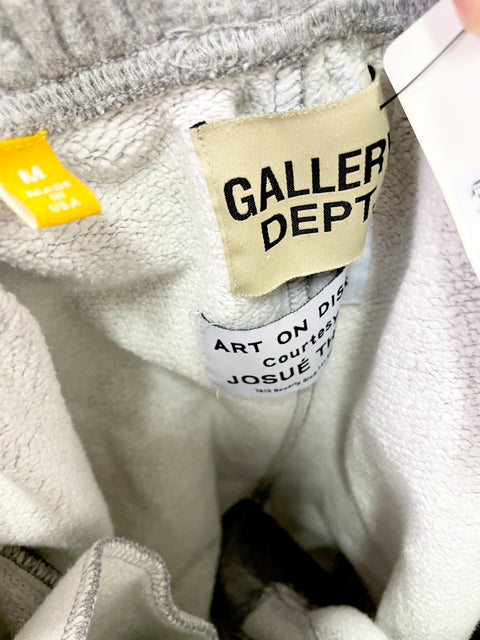 M
MADE
IN
USA
GALLER
DEPT.
ART ON DIS
Courtesy
JOSUÉ TH